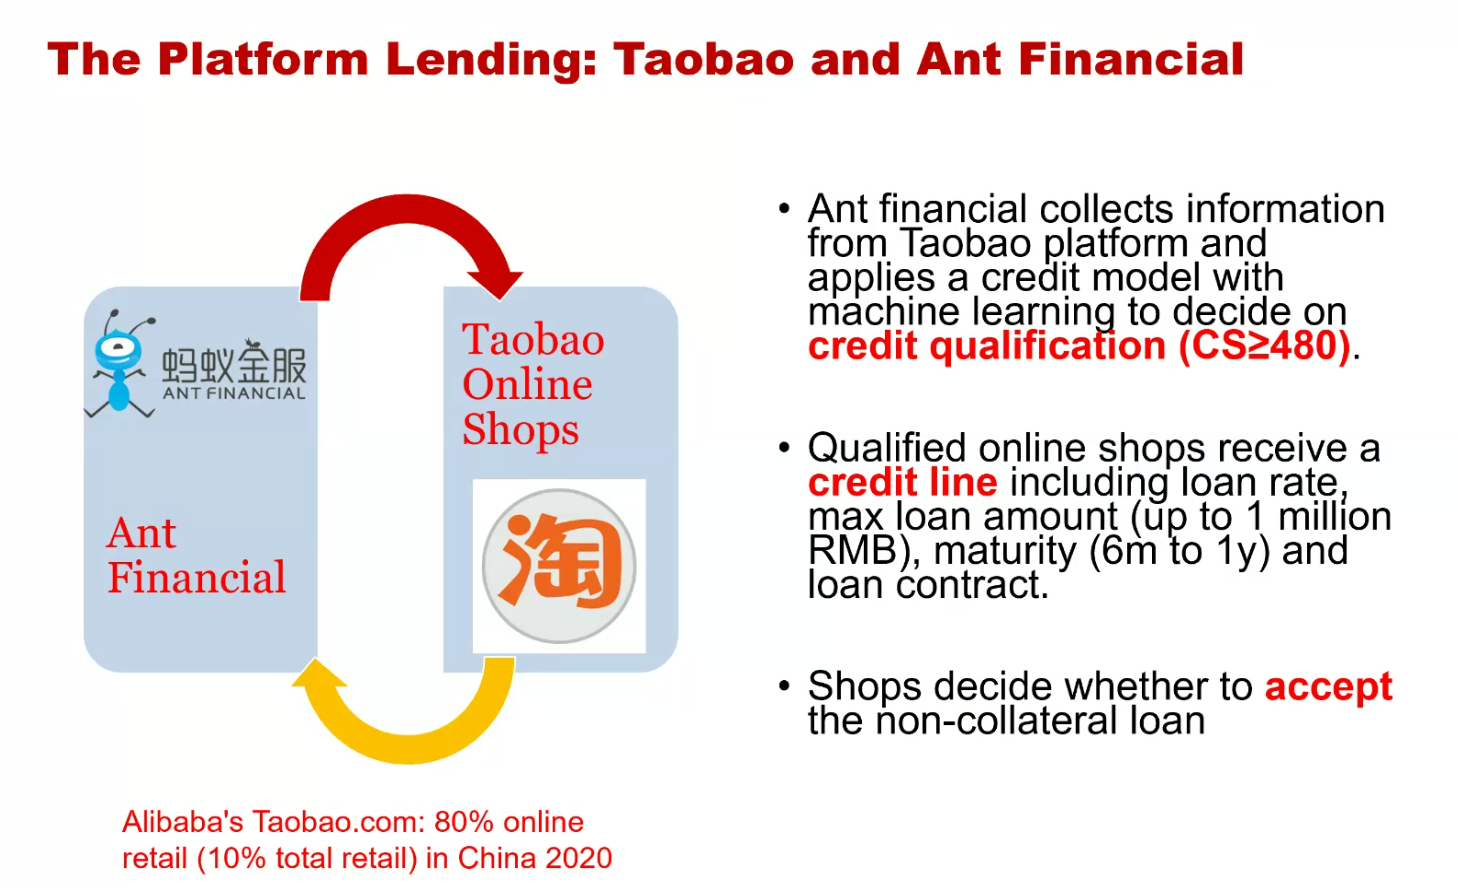 The Platform Lending: Taobao and Ant Financial
蚂蚁金服
ANT FINANCIAL
Ant
Financial
Taobao
Online
Shops
淘
• Ant financial collects information
from Taobao platform and
applies a credit model with
machine learning to decide on
credit qualification (CS≥480).
• Qualified online shops receive a
credit line including loan rate,
max loan amount (up to 1 million
RMB), maturity (6m to 1y) and
loan contract.
• Shops decide whether to accept
the non-collateral loan
Alibaba's Taobao.com: 80% online
retail (10% total retail) in China 2020